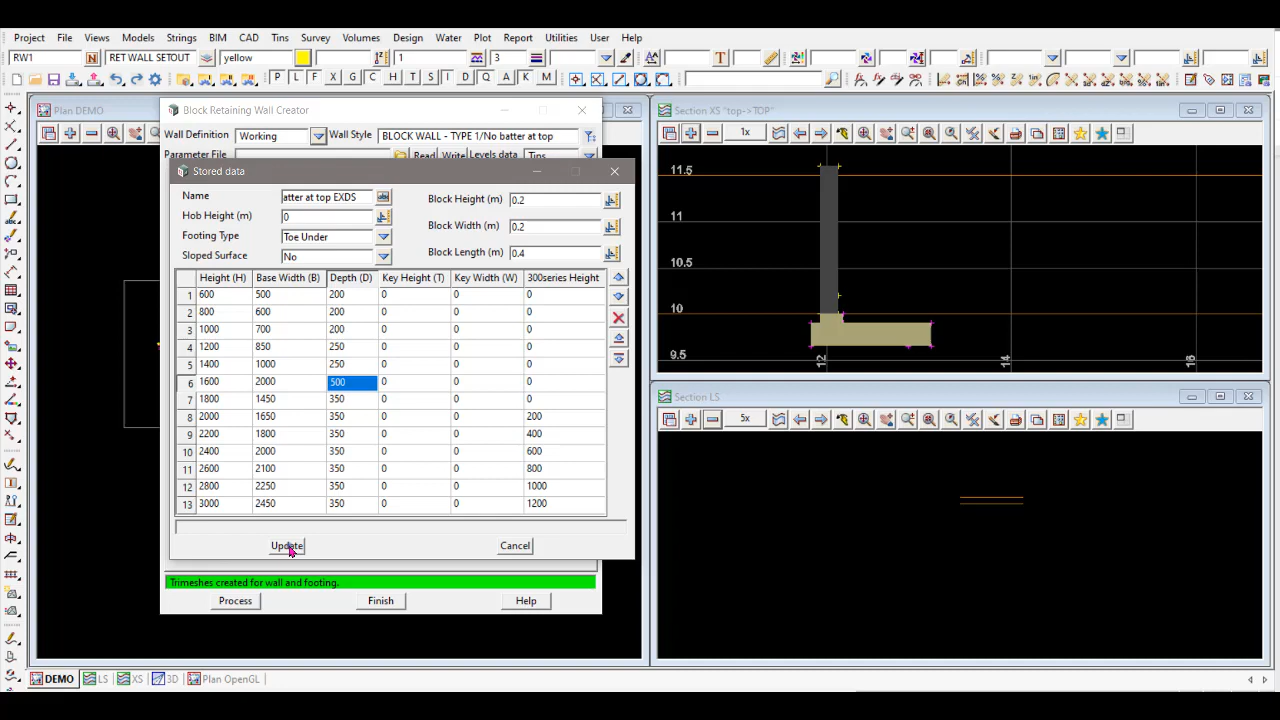 Project File Views Models Strings BIM CAD Tins Survey Volumes Design Water Plot Report Utilities User Help
RW1 N RET WALL SETOUT yellow 1 3 T
P L F X G C H T S I D Q A K M
Plan DEMO
Block Retaining Wall Creator
Section XS "top->TOP"
Wall Definition Working Wall Style BLOCK WALL - TYPE 1/No batter at top
Parameter File Read Write Levels data Tins
1x
Stored data
Name atter at top EXDS Block Height (m) 0.2
Hob Height (m) 0 Block Width (m) 0.2
Footing Type Toe Under
Sloped Surface No Block Length (m) 0.4
Height (H) Base Width (B) Depth (D) Key Height (T) Key Width (W) 300series Height
1 600 500 200 0 0 0
2 800 600 200 0 0 0
3 1000 700 200 0 0 0
4 1200 850 250 0 0 0
5 1400 1000 250 0 0 0
6 1600 2000 500 0 0 0
7 1800 1450 350 0 0 0
8 2000 1650 350 0 0 200
9 2200 1800 350 0 0 400
10 2400 2000 350 0 0 600
11 2600 2100 350 0 0 800
12 2800 2250 350 0 0 1000
13 3000 2450 350 0 0 1200
Update Cancel
Trimeshes created for wall and footing.
Process Finish Help
11.5
11
10.5
10
9.5
12 14 16
Section LS
5x
DEMO LS XS 3D Plan OpenGL